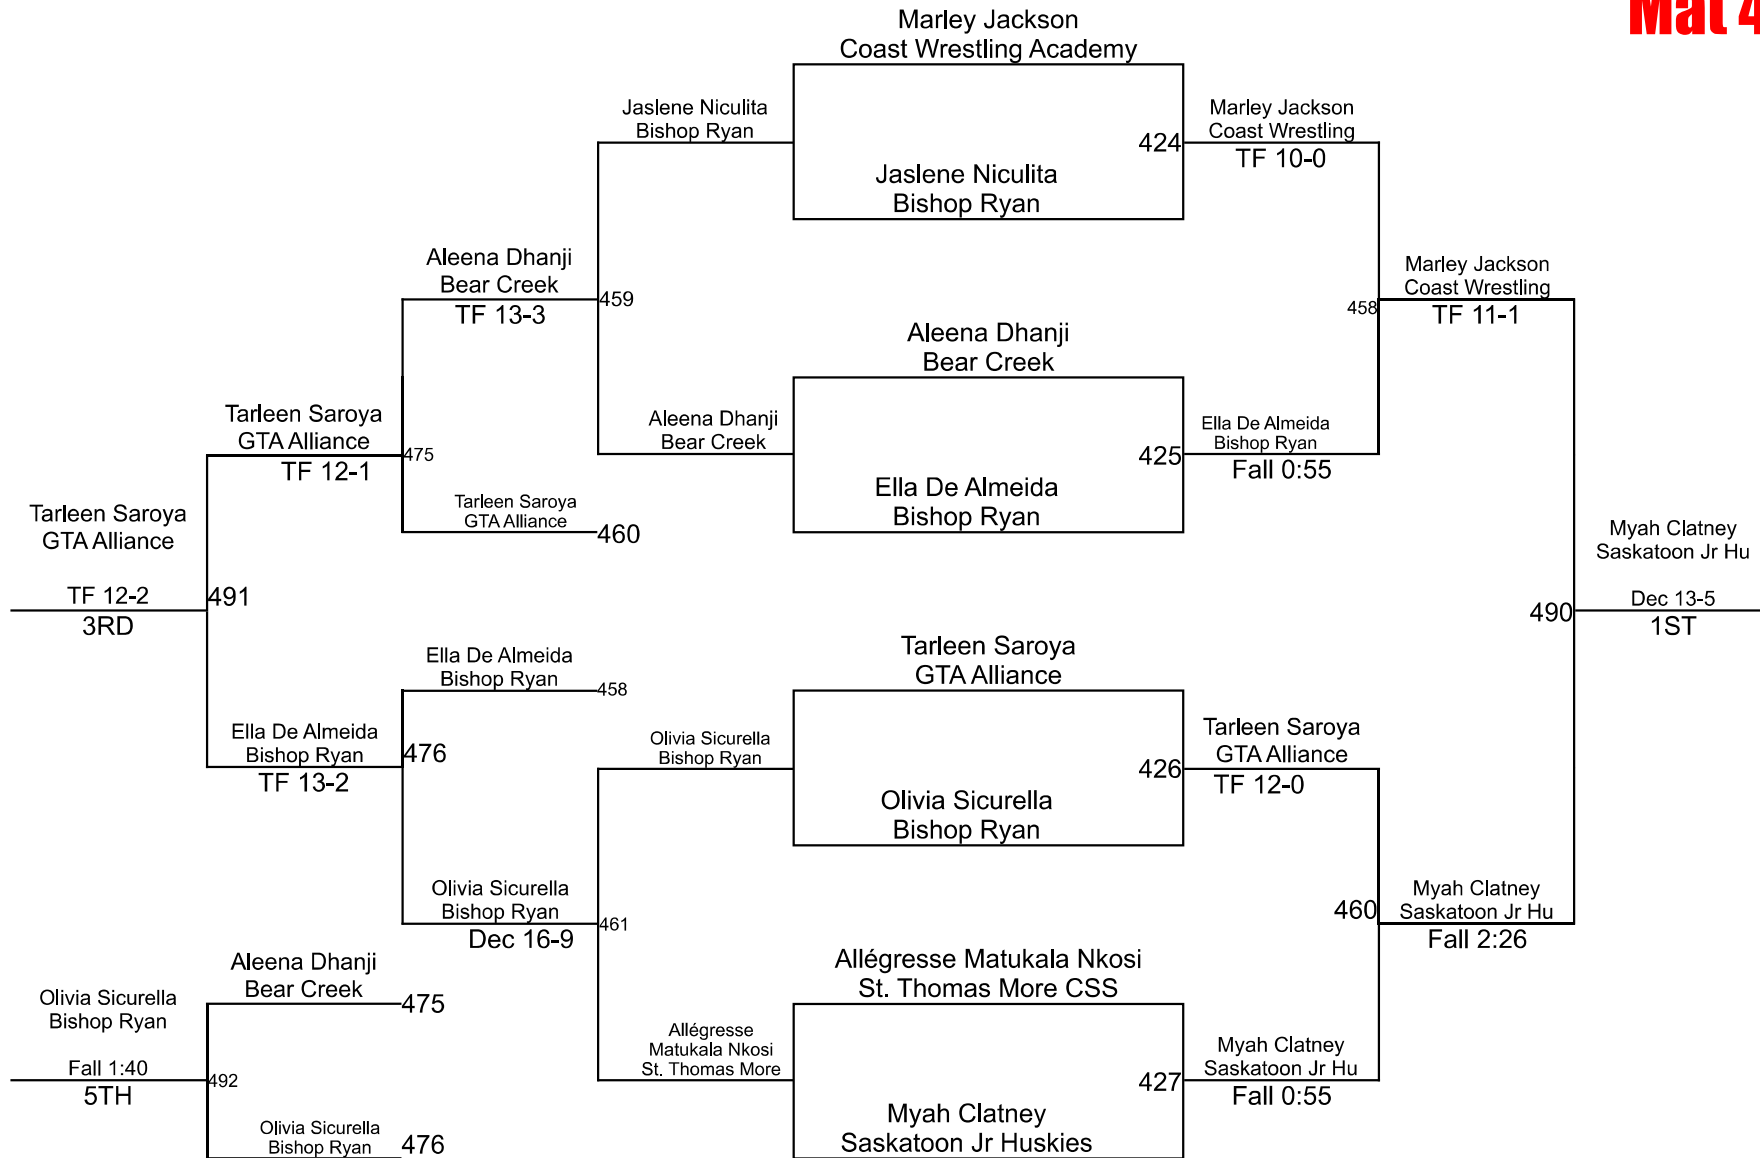 Mat 4
Marley Jackson
Coast Wrestling Academy
Jaslene Niculita
Bishop Ryan
Marley Jackson
Coast Wrestling
424
TF 10-0
Jaslene Niculita
Bishop Ryan
Aleena Dhanji
Bear Creek
TF 13-3
459
Marley Jackson
Coast Wrestling
458
TF 11-1
Aleena Dhanji
Bear Creek
Tarleen Saroya
GTA Alliance
TF 12-1
475
Aleena Dhanji
Bear Creek
425
Ella De Almeida
Bishop Ryan
Fall 0:55
Tarleen Saroya
GTA Alliance
460
Ella De Almeida
Bishop Ryan
Tarleen Saroya
GTA Alliance
TF 12-2
3RD
491
Myah Clatney
Saskatoon Jr Hu
490
Dec 13-5
1ST
Tarleen Saroya
GTA Alliance
Ella De Almeida
Bishop Ryan
458
Ella De Almeida
Bishop Ryan
TF 13-2
476
Olivia Sicurella
Bishop Ryan
426
Tarleen Saroya
GTA Alliance
TF 12-0
Olivia Sicurella
Bishop Ryan
Olivia Sicurella
Bishop Ryan
Dec 16-9
461
460
Myah Clatney
Saskatoon Jr Hu
Fall 2:26
Allégresse Matukala Nkosi
St. Thomas More CSS
Aleena Dhanji
Bear Creek
475
Olivia Sicurella
Bishop Ryan
Fall 1:40
5TH
492
Allégresse
Matukala Nkosi
St. Thomas More
427
Myah Clatney
Saskatoon Jr Hu
Fall 0:55
Myah Clatney
Saskatoon Jr Huskies
Olivia Sicurella
Bishop Ryan
476